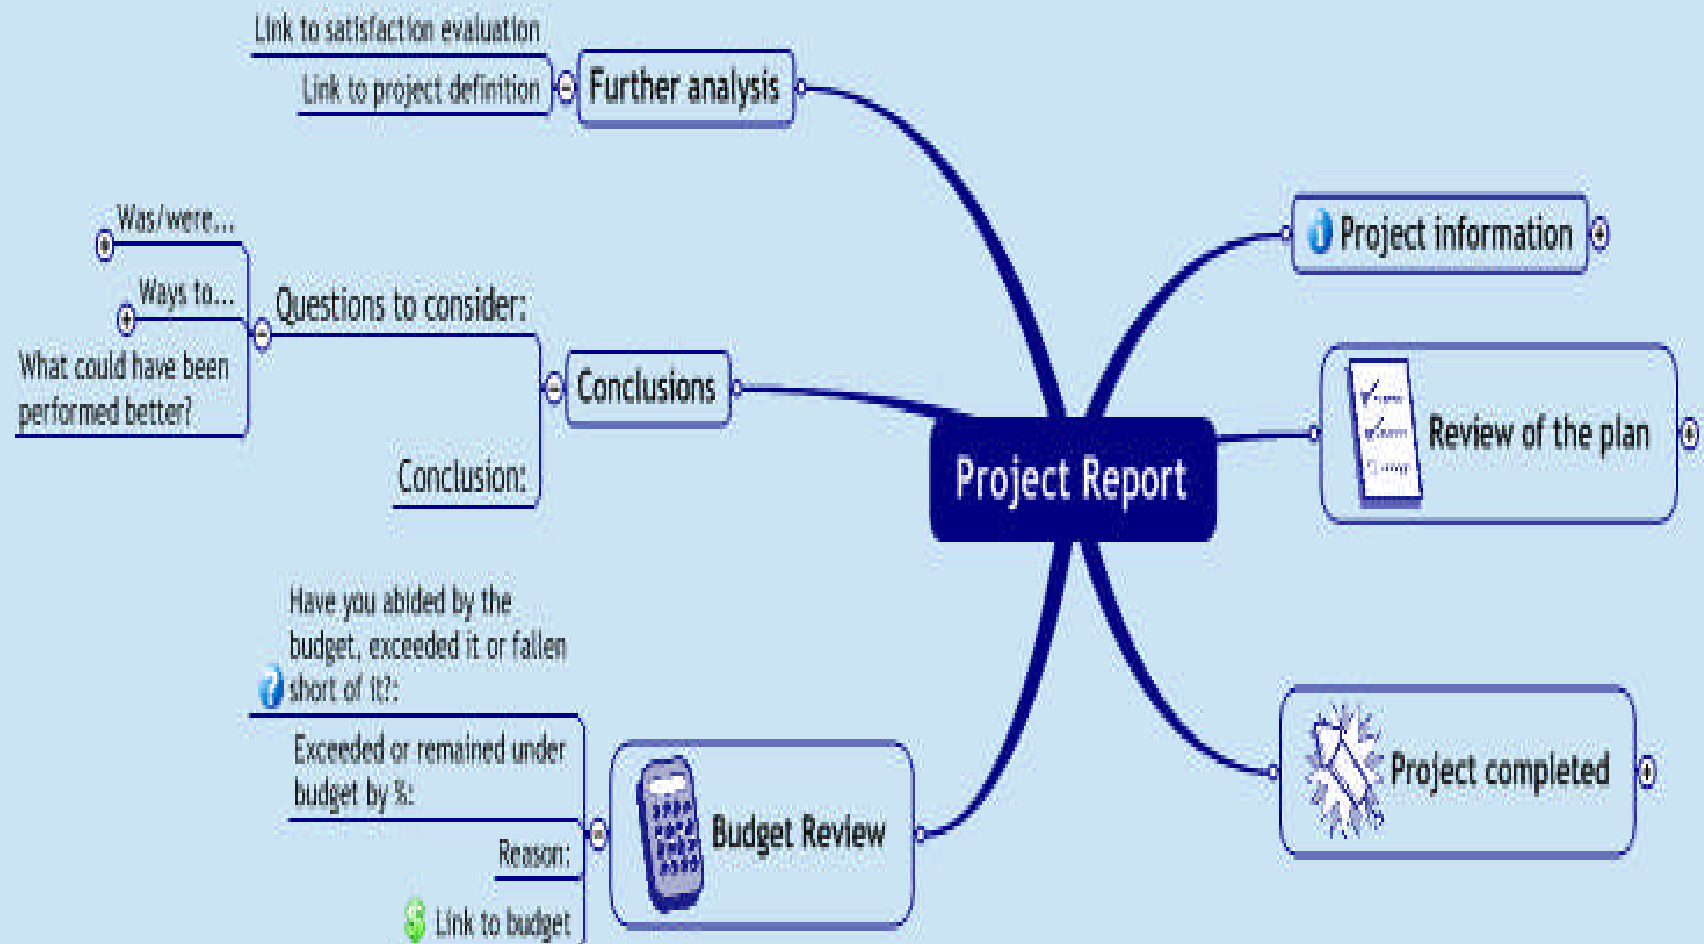 Link to satisfaction evaluation
Link to project definition
Further analysis
Was/were...
Ways to...
What could have been
performed better?
Questions to consider:
Conclusion:
Conclusions
Project information
Review of the plan
Project Report
Have you abided by the
budget, exceeded it or fallen
short of it?:
Exceeded or remained under
budget by %:
Reason:
Link to budget
Budget Review
Project completed